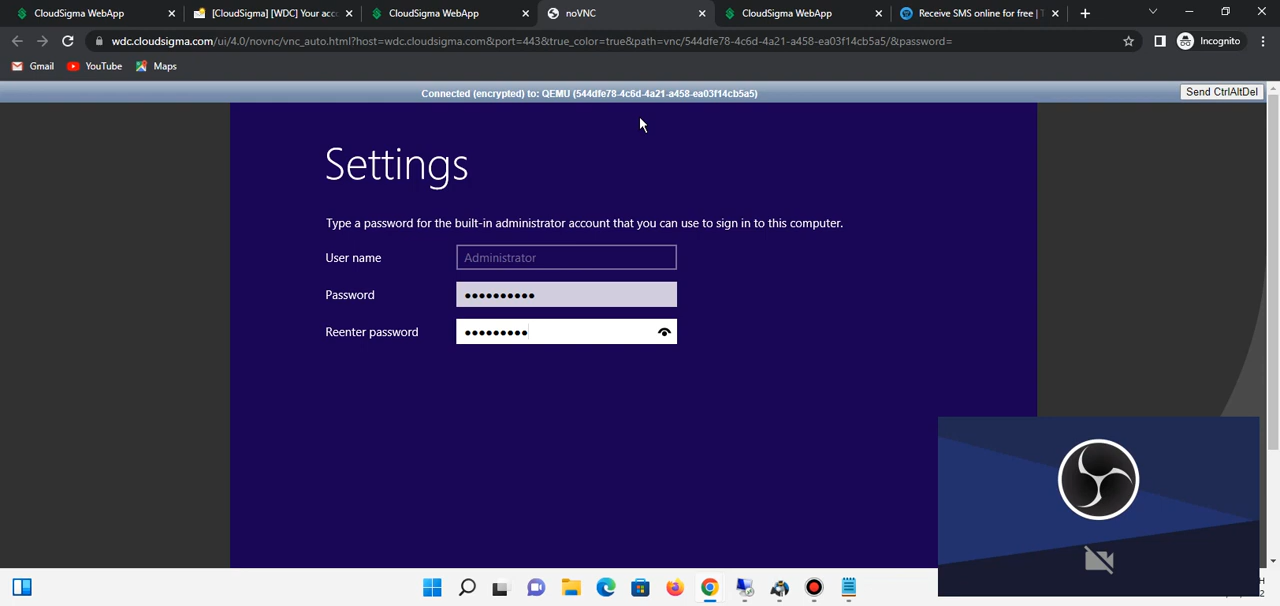 CloudSigma WebApp
[CloudSigma] [WDC] Your acc
CloudSigma WebApp
noVNC
CloudSigma WebApp
Receive SMS online for free | T
wdc.cloudsigma.com/ui/4.0/novnc/vnc_auto.html?host=wdc.cloudsigma.com&port=443&true_color=true&path=vnc/544dfe78-4c6d-4a21-a458-ea03f14cb5a5/&password=
Incognito
Gmail
YouTube
Maps
Connected (encrypted) to: QEMU (544dfe78-4c6d-4a21-a458-ea03f14cb5a5)
Send CtrlAltDel
Settings
Type a password for the built-in administrator account that you can use to sign in to this computer.
User name
Administrator
Password
Reenter password